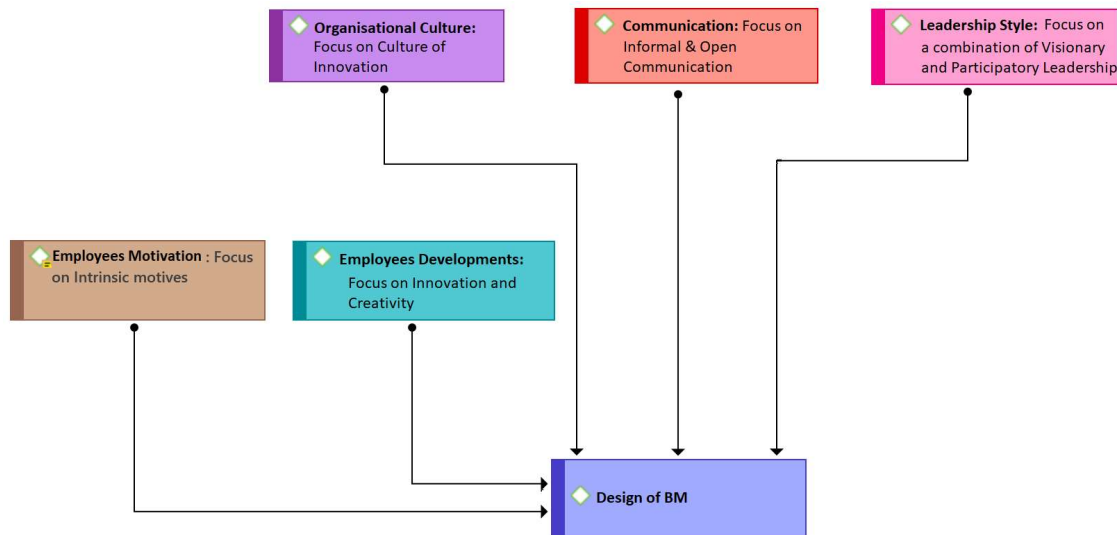 Organisational Culture:
Focus on Culture of
Innovation
Communication: Focus on
Informal & Open
Communication
Leadership Style: Focus on
a combination of Visionary
and Participatory Leadership
Employees Motivation : Focus
on Intrinsic motives
Employees Developments:
Focus on Innovation and
Creativity
Design of BM